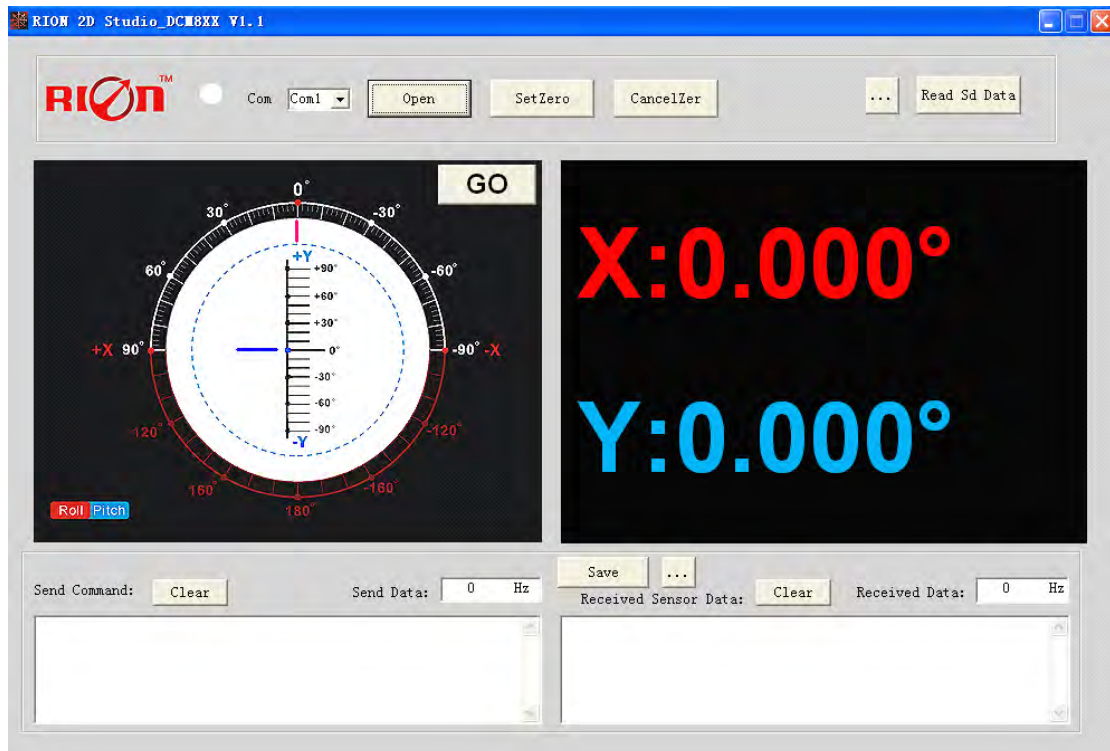 RION 2D Studio_DCM8XX V1.1
RION TM
Com Com1 Open SetZero CancelZer ... Read Sd Data
GO
0°
30° -30°
60° -60°
+X 90° -90° -X
120° -120°
160° -160°
180°
+Y
+90°
+60°
+30°
0°
-30°
-60°
-90°
-Y
Roll Pitch
X:0.000°
Y:0.000°
Save ...
Send Command: Clear Send Data: 0 Hz
Received Sensor Data: Clear Received Data: 0 Hz